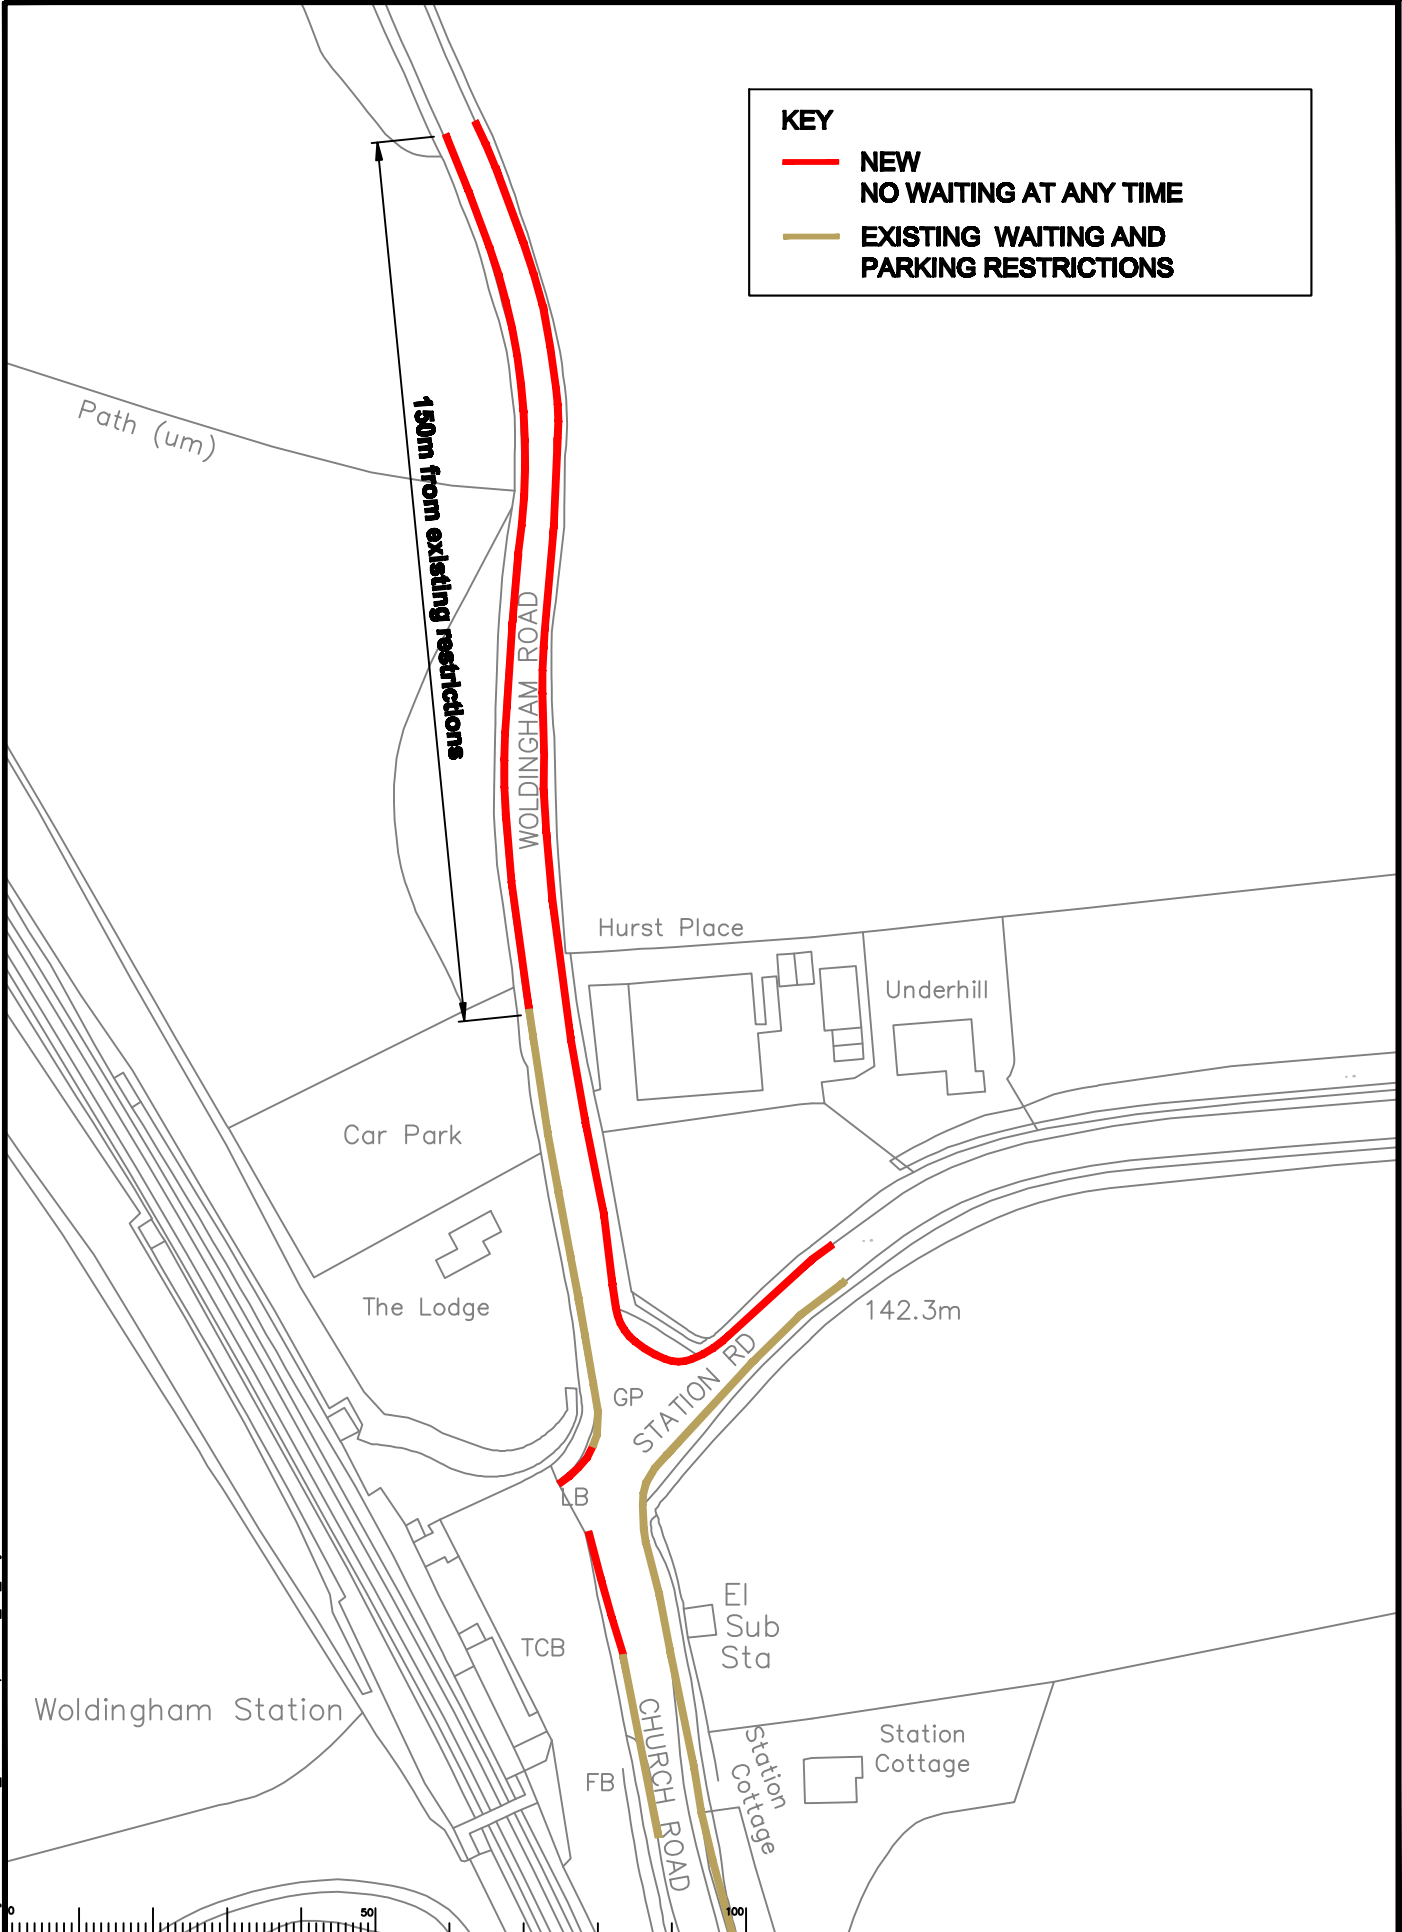 KEY
NEW
NO WAITING AT ANY TIME
EXISTING WAITING AND
PARKING RESTRICTIONS
Path (um)
150m from existing restrictions
WOLDINGHAM ROAD
Hurst Place
Underhill
Car Park
The Lodge
142.3m
GP
STATION RD
LB
El
Sub
Sta
TCB
Woldingham Station
CHURCH ROAD
Station
Cottage
Station
Cottage
FB
0
50
100